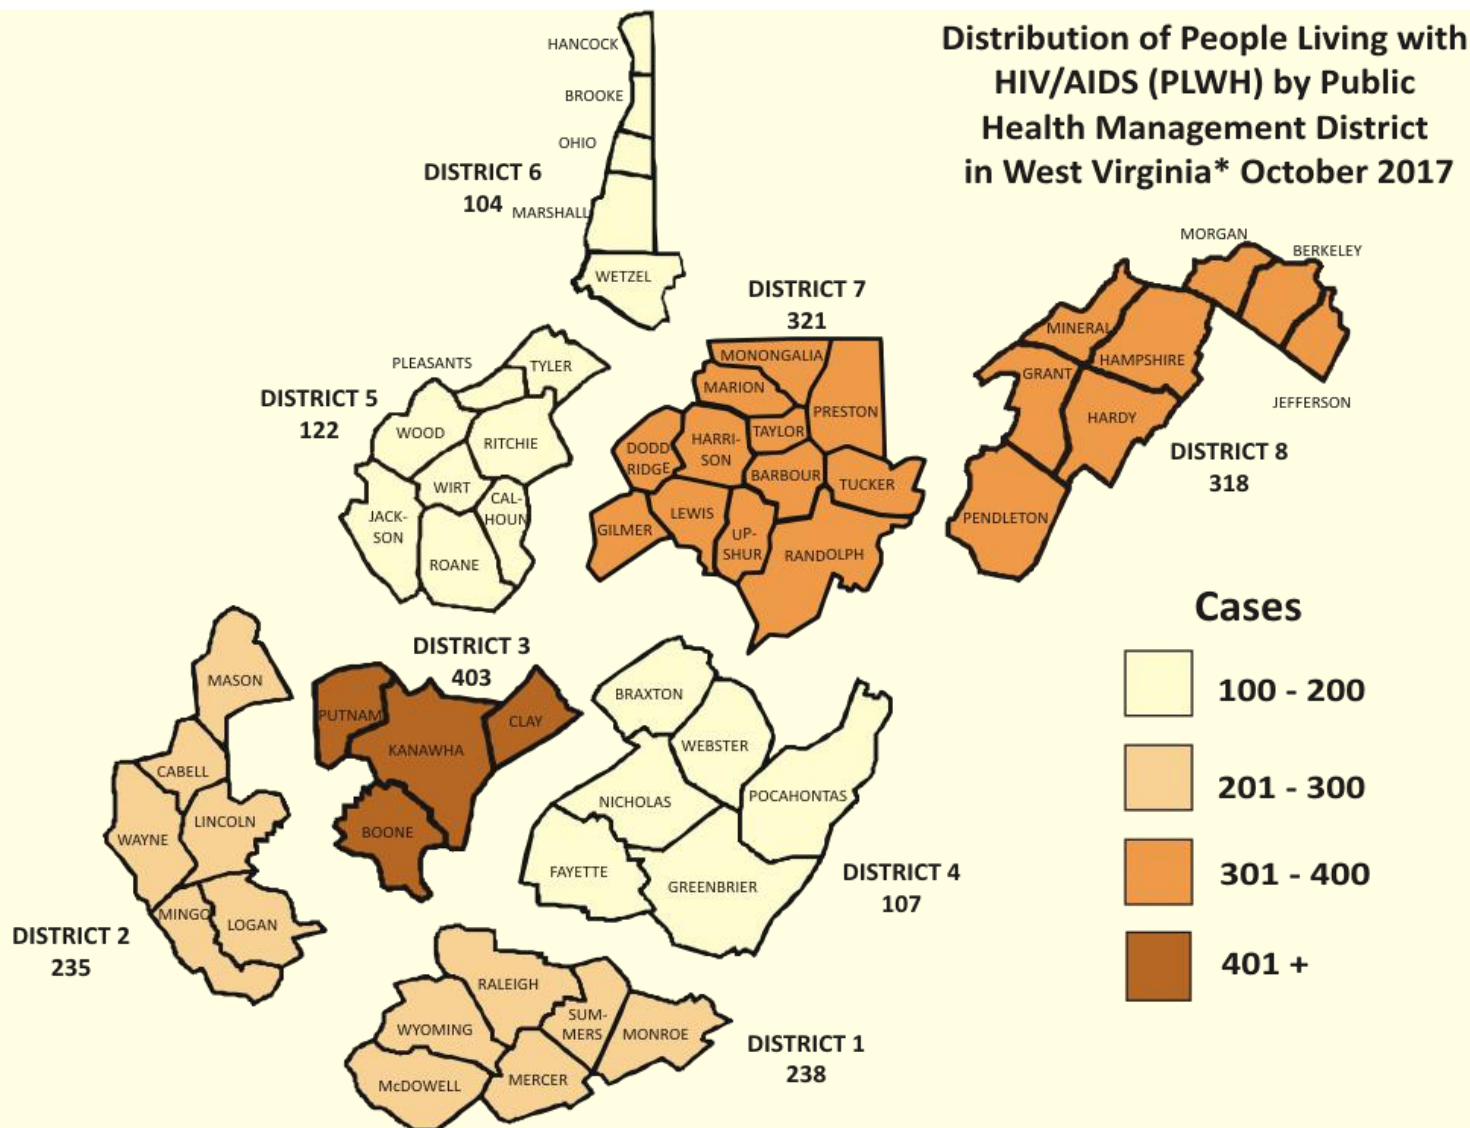 Distribution of People Living with
HIV/AIDS (PLWH) by Public
Health Management District
in West Virginia* October 2017
HANCOCK
BROOKE
OHIO
DISTRICT 6
104
MARSHALL
WETZEL
MORGAN
BERKELEY
MINERAL
HAMPSHIRE
GRANT
HARDY
JEFFERSON
PENDLETON
DISTRICT 8
318
DISTRICT 7
321
MONONGALIA
MARION
PRESTON
TAYLOR
HARRI-
SON
DODD
RIDGE
BARBOUR
TUCKER
LEWIS
GILMER
UP-
SHUR
RANDOLPH
PLEASANTS
TYLER
DISTRICT 5
122
WOOD
RITCHIE
WIRT
CAL-
HOUN
JACK-
SON
ROANE
DISTRICT 3
403
PUTNAM
CLAY
KANAWHA
BOONE
MASON
CABELL
LINCOLN
WAYNE
MINGO
LOGAN
DISTRICT 2
235
BRAXTON
WEBSTER
NICHOLAS
POCAHONTAS
FAYETTE
GREENBRIER
DISTRICT 4
107
RALEIGH
SUM-
MERS
WYOMING
MONROE
McDOWELL
MERCER
DISTRICT 1
238
Cases
100 - 200
201 - 300
301 - 400
401 +